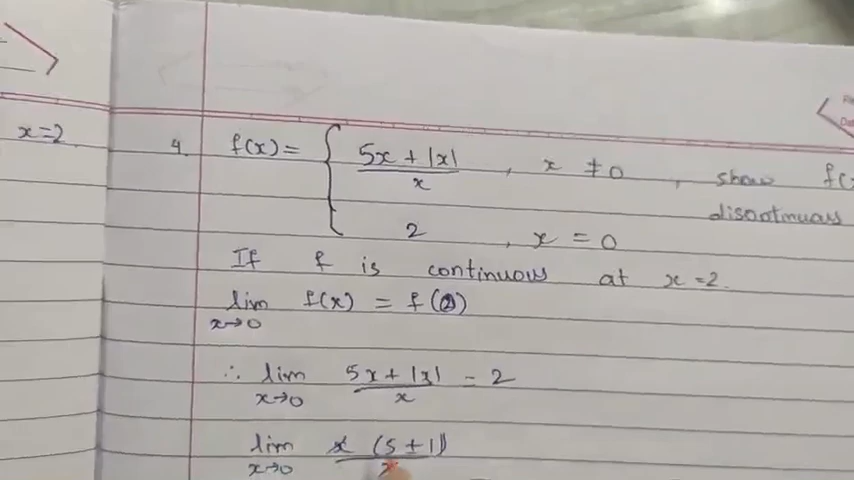 x=2
4. f(x) = { 5x + |x| / x , x ≠ 0 , show f(
2 , x = 0 disontinuous
If f is continuous at x = 2.
lim x→0 f(x) = f(0)
∴ lim x→0 5x + |x| / x = 2
lim x→0 x (5 ± 1) / x